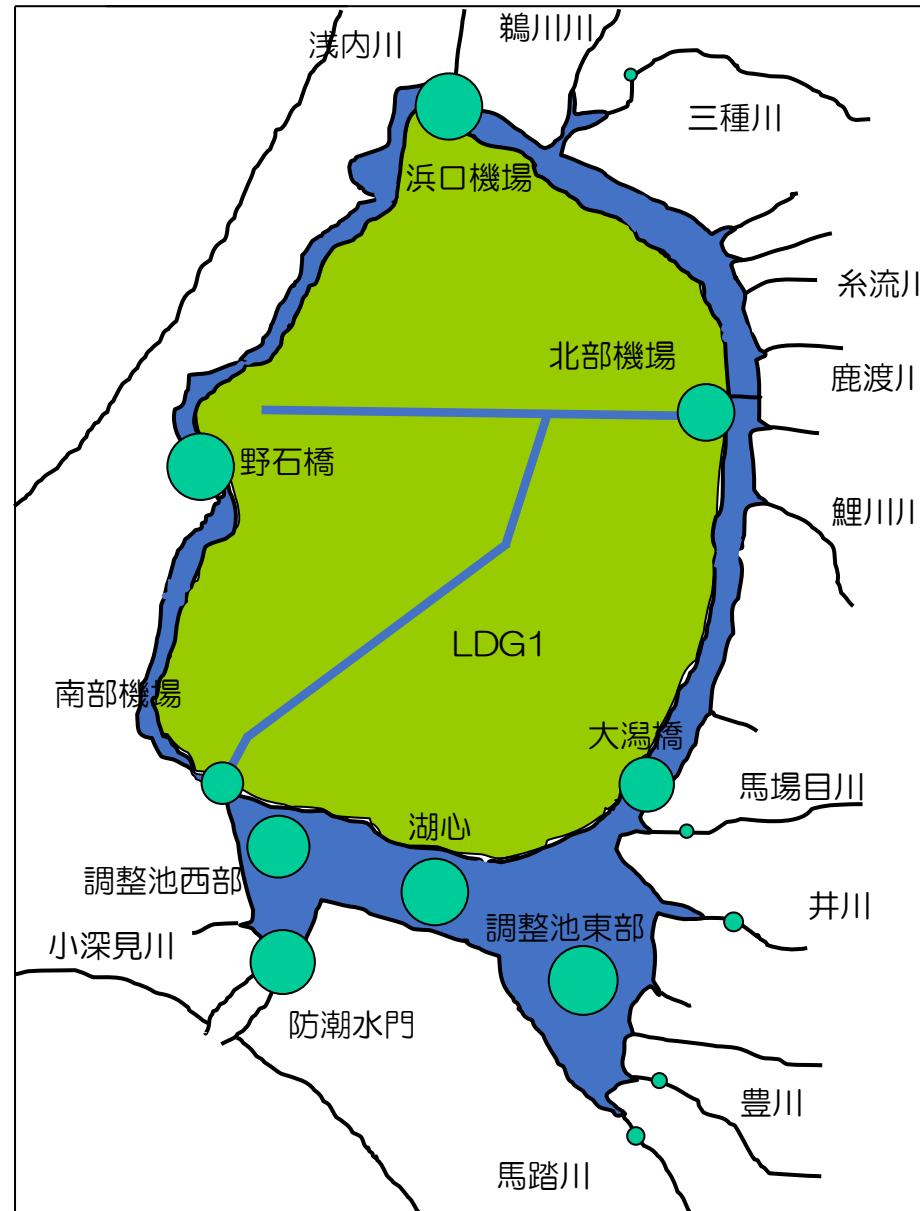 浅内川
鵜川川
三種川
浜口機場
糸流川
北部機場
鹿渡川
野石橋
鯉川川
LDG1
南部機場
大潟橋
馬場目川
湖心
調整池西部
井川
調整池東部
小深見川
防潮水門
豊川
馬踏川